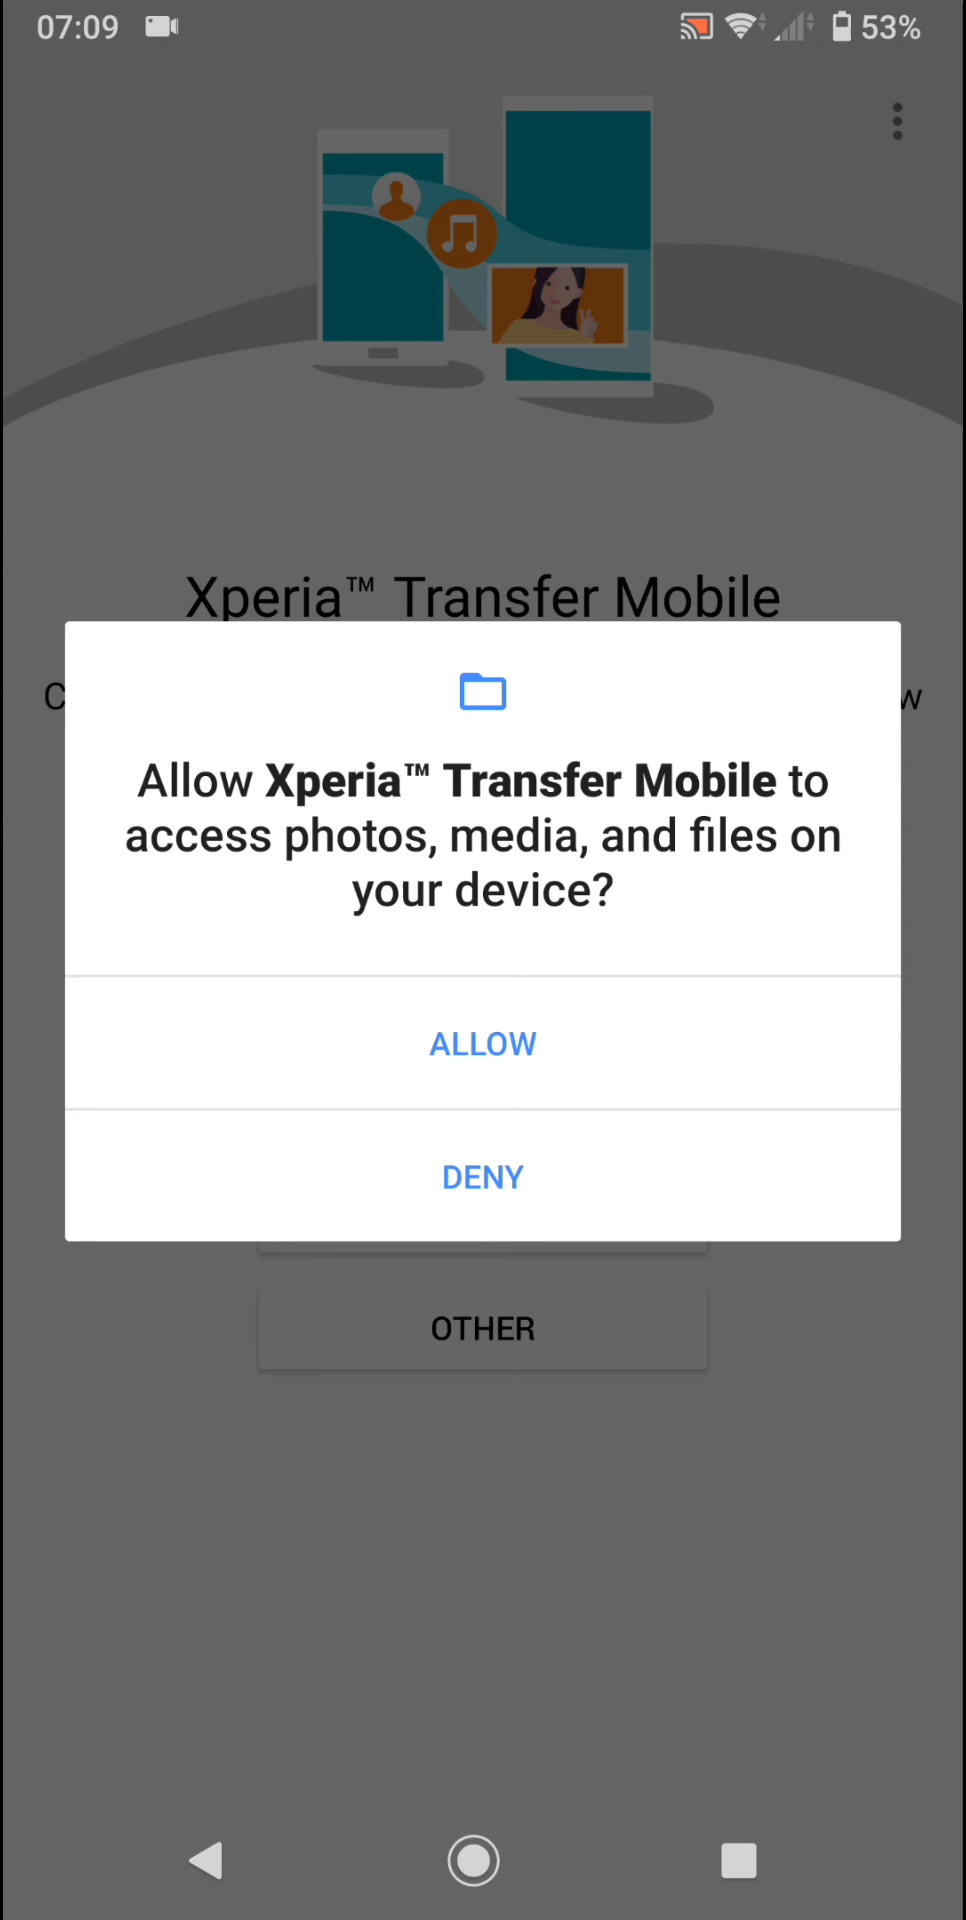 07:09
53%
Xperia™ Transfer Mobile
C
w
Allow Xperia™ Transfer Mobile to
access photos, media, and files on
your device?
ALLOW
DENY
OTHER